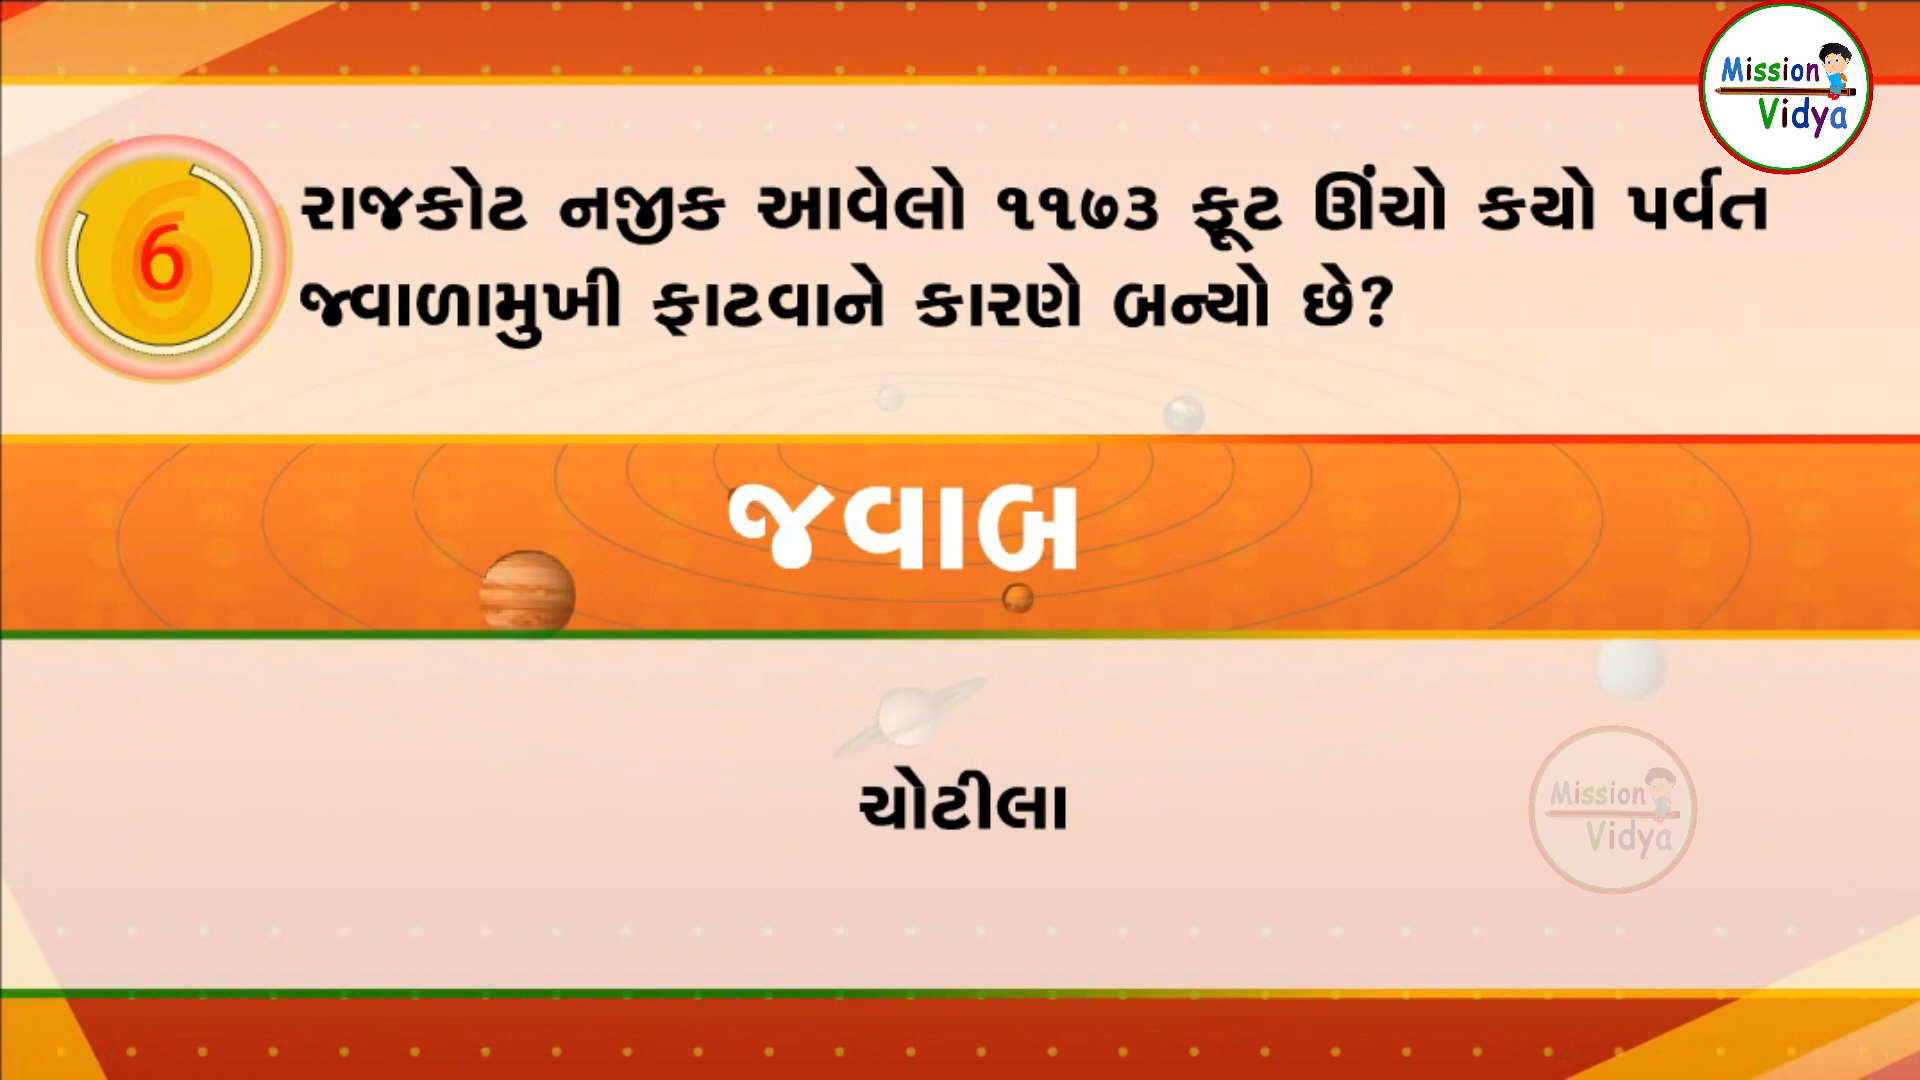 Mission
Vidya
6
રાજકોટ નજીક આવેલો ૧૧૭૩ ફૂટ ઊંચો કયો પર્વત
જ્વાળામુખી ફાટવાને કારણે બન્યો છે?
જવાબ
ચોટીલા
Mission
Vidya